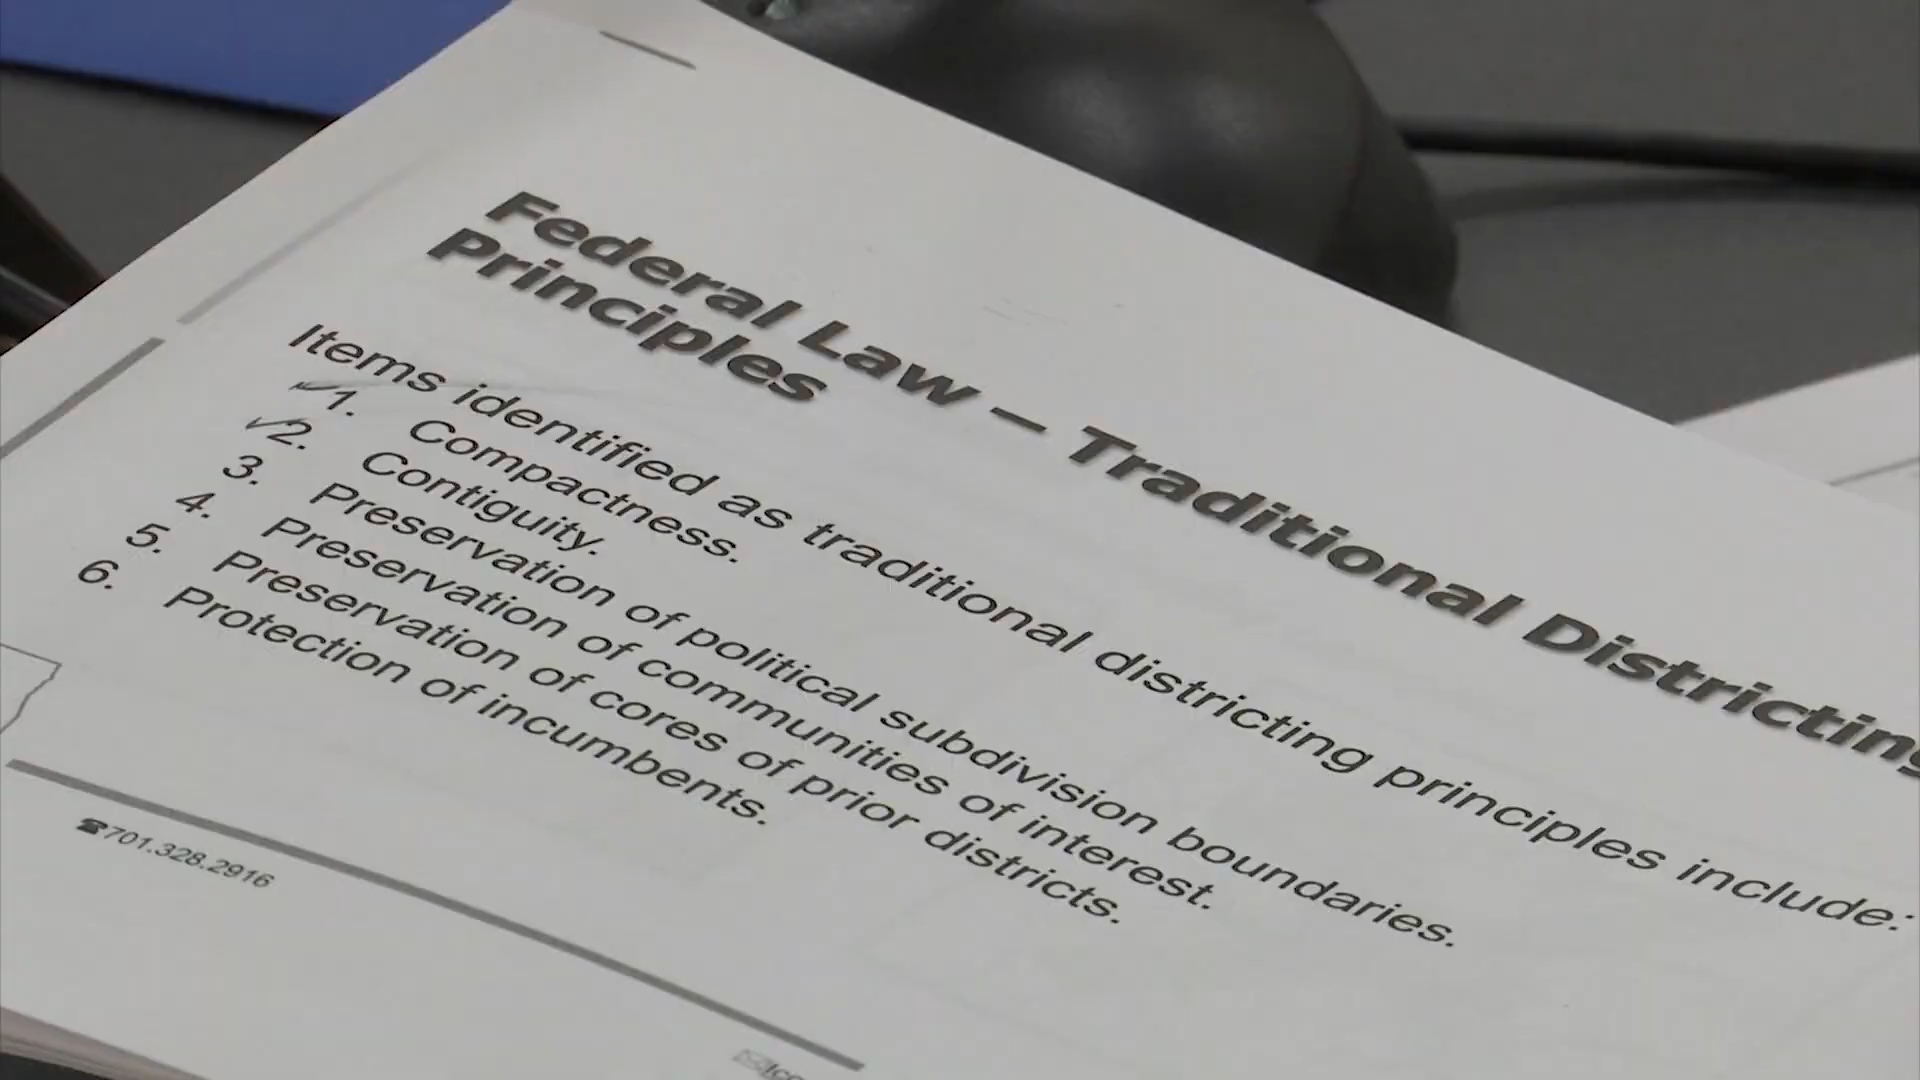 Federal Law – Traditional Districting
Principles
Items identified as traditional districting principles include:
1. Compactness.
2. Contiguity.
3. Preservation of political subdivision boundaries.
4. Preservation of communities of interest.
5. Preservation of cores of prior districts.
6. Protection of incumbents.
☎701.328.2916